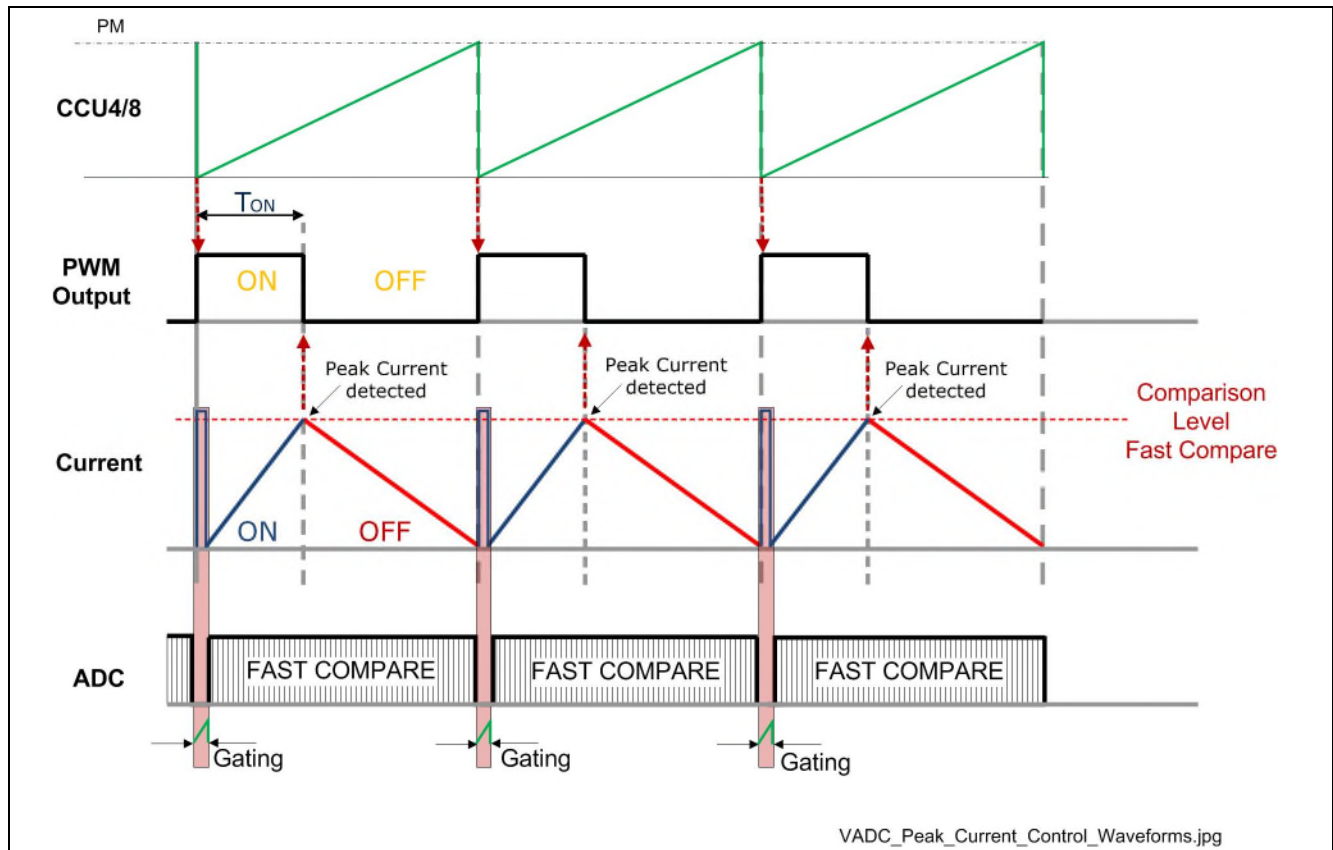 PM
CCU4/8
TON
PWM
Output
ON
OFF
Peak Current
detected
Peak Current
detected
Peak Current
detected
Comparison
Level
Fast Compare
Current
ON
OFF
ADC
FAST COMPARE
FAST COMPARE
FAST COMPARE
Gating
Gating
Gating
VADC_Peak_Current_Control_Waveforms.jpg